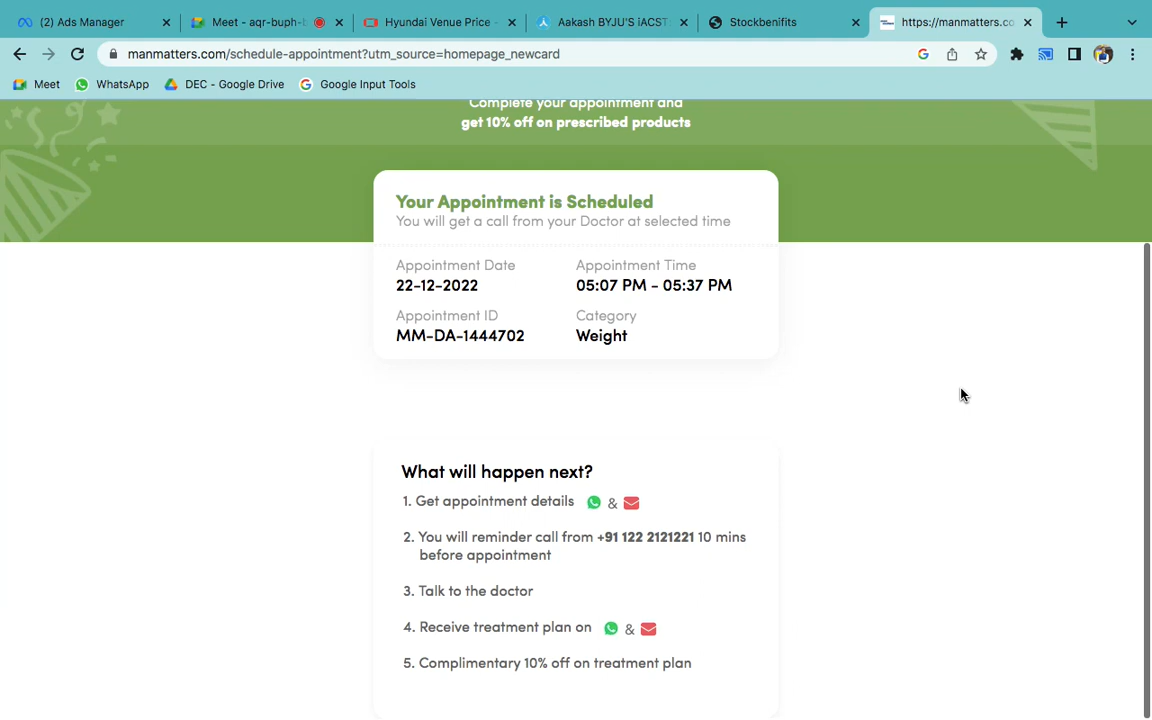 (2) Ads Manager
Meet - aqr-buph-
Hyundai Venue Price -
Aakash BYJU'S iACST
Stockbenifits
https://manmatters.co
manmatters.com/schedule-appointment?utm_source=homepage_newcard
Meet
WhatsApp
DEC - Google Drive
Google Input Tools
Complete your appointment and
get 10% off on prescribed products
Your Appointment is Scheduled
You will get a call from your Doctor at selected time
Appointment Date
Appointment Time
22-12-2022
05:07 PM - 05:37 PM
Appointment ID
Category
MM-DA-1444702
Weight
What will happen next?
1. Get appointment details &
2. You will reminder call from +91 122 2121221 10 mins
before appointment
3. Talk to the doctor
4. Receive treatment plan on &
5. Complimentary 10% off on treatment plan